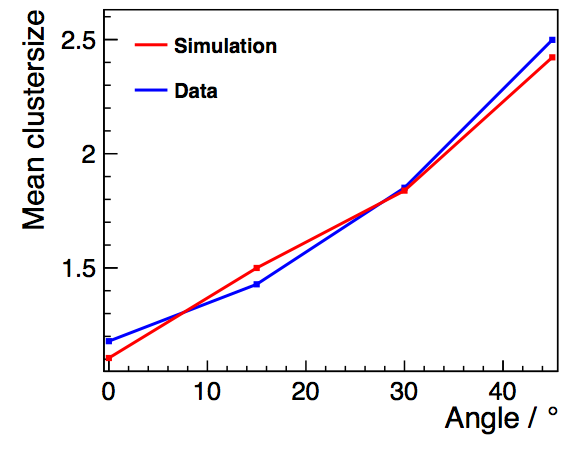 Mean clustersize
2.5
2
1.5
Simulation
Data
0 10 20 30 40
Angle / °